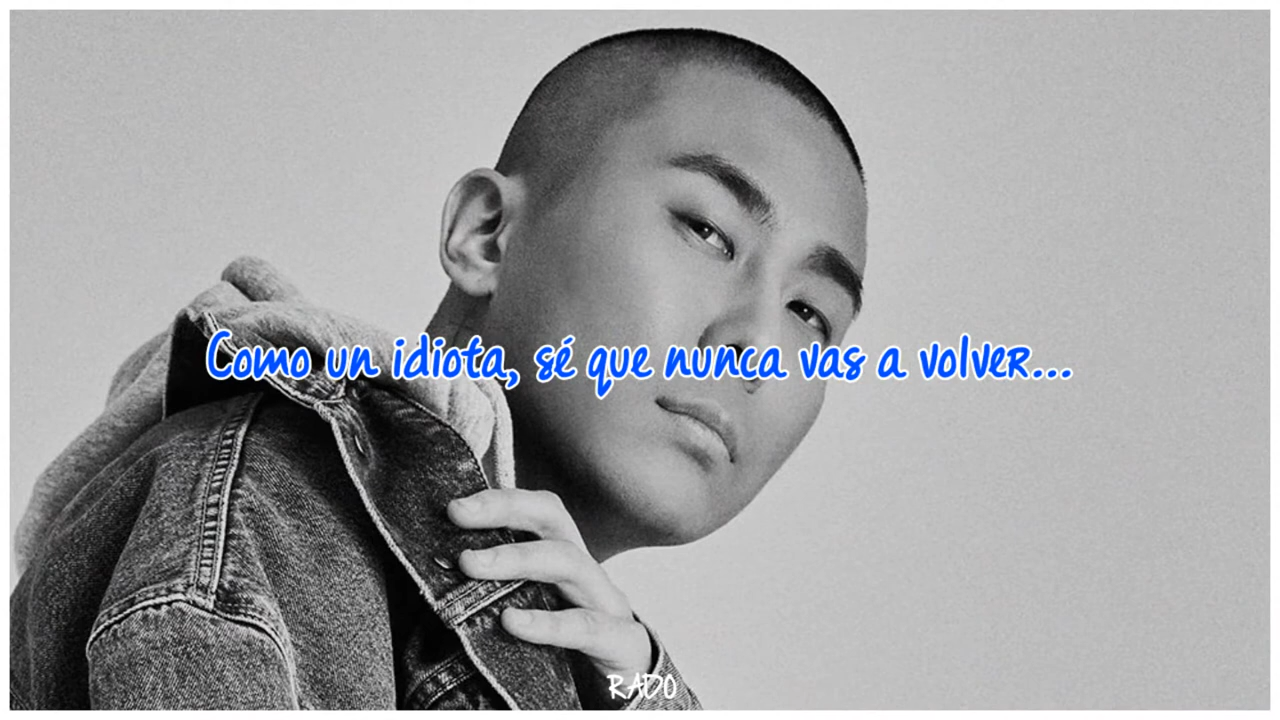 Como un idiota, sé que nunca vas a volver...
RADO